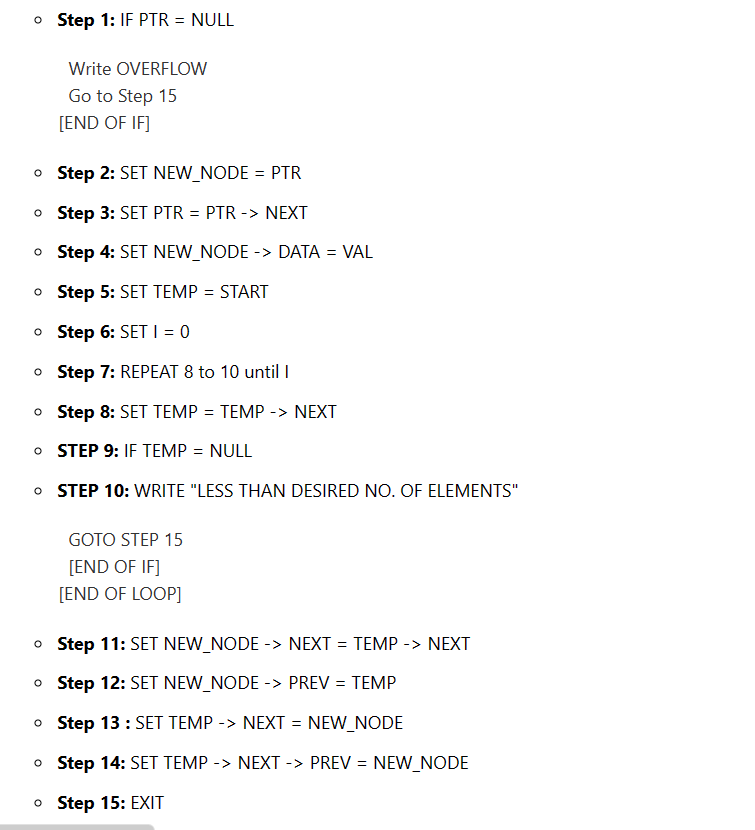 Step 1: IF PTR = NULL
Write OVERFLOW
Go to Step 15
[END OF IF]
Step 2: SET NEW_NODE = PTR
Step 3: SET PTR = PTR -> NEXT
Step 4: SET NEW_NODE -> DATA = VAL
Step 5: SET TEMP = START
Step 6: SET I = 0
Step 7: REPEAT 8 to 10 until I
Step 8: SET TEMP = TEMP -> NEXT
STEP 9: IF TEMP = NULL
STEP 10: WRITE "LESS THAN DESIRED NO. OF ELEMENTS"
GOTO STEP 15
[END OF IF]
[END OF LOOP]
Step 11: SET NEW_NODE -> NEXT = TEMP -> NEXT
Step 12: SET NEW_NODE -> PREV = TEMP
Step 13 : SET TEMP -> NEXT = NEW_NODE
Step 14: SET TEMP -> NEXT -> PREV = NEW_NODE
Step 15: EXIT